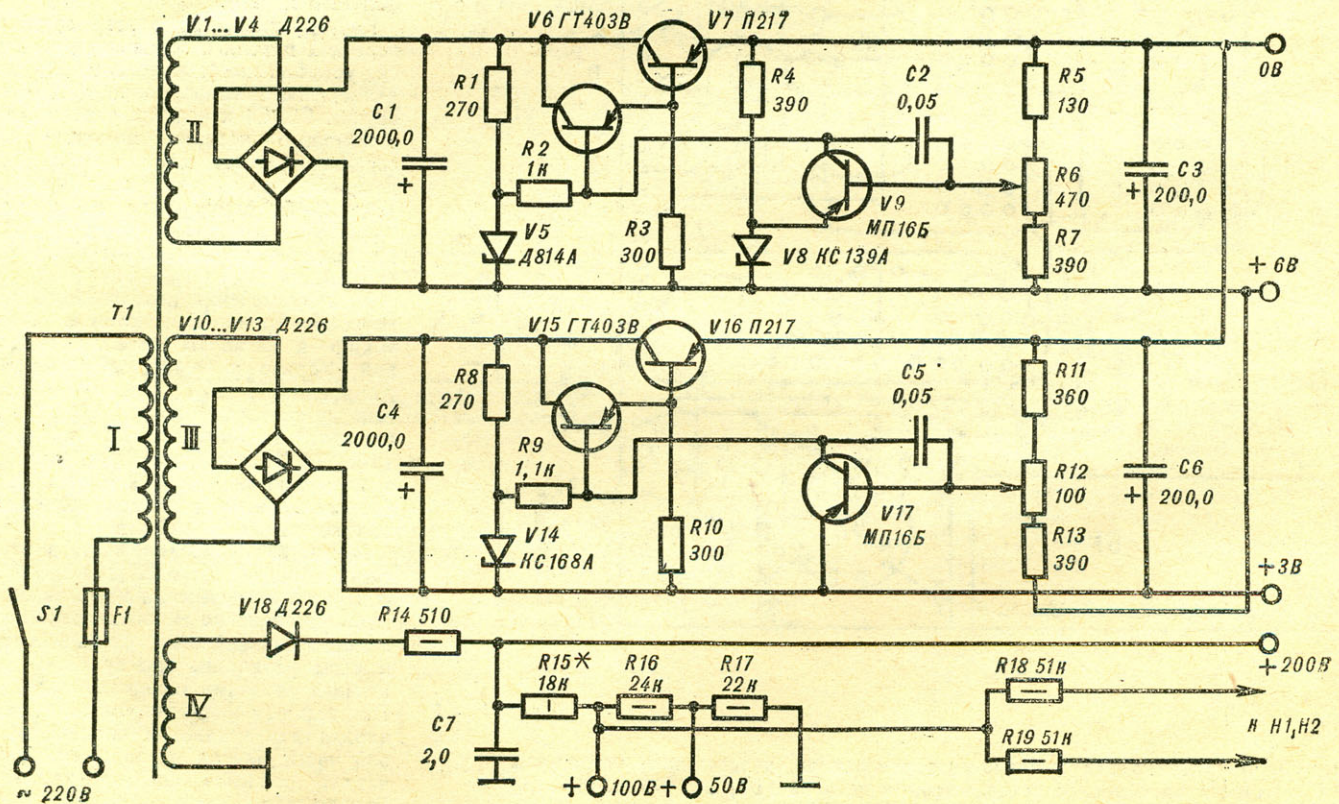 V1...V4 Д226
V6 ГТ403В
V7 П217
0В
II
C1
2000,0
+
R1
270
R2
1к
V5
Д814А
R3
300
R4
390
C2
0,05
V9
МП16Б
V8 КС139А
R5
130
R6
470
R7
390
C3
+ 200,0
+ 6В
T1
V10...V13 Д226
V15 ГТ403В
V16 П217
I
III
C4
2000,0
+
R8
270
R9
1,1к
V14
КС168А
R10
300
C5
0,05
V17
МП16Б
R11
360
R12
100
R13
390
C6
+ 200,0
+3В
S1
F1
V18 Д226
R14 510
IV
C7
2,0
R15*
18к
R16
24к
R17
22к
+200В
R18 51к
R19 51к
к H1,H2
+ 100В
+ 50В
≈ 220В